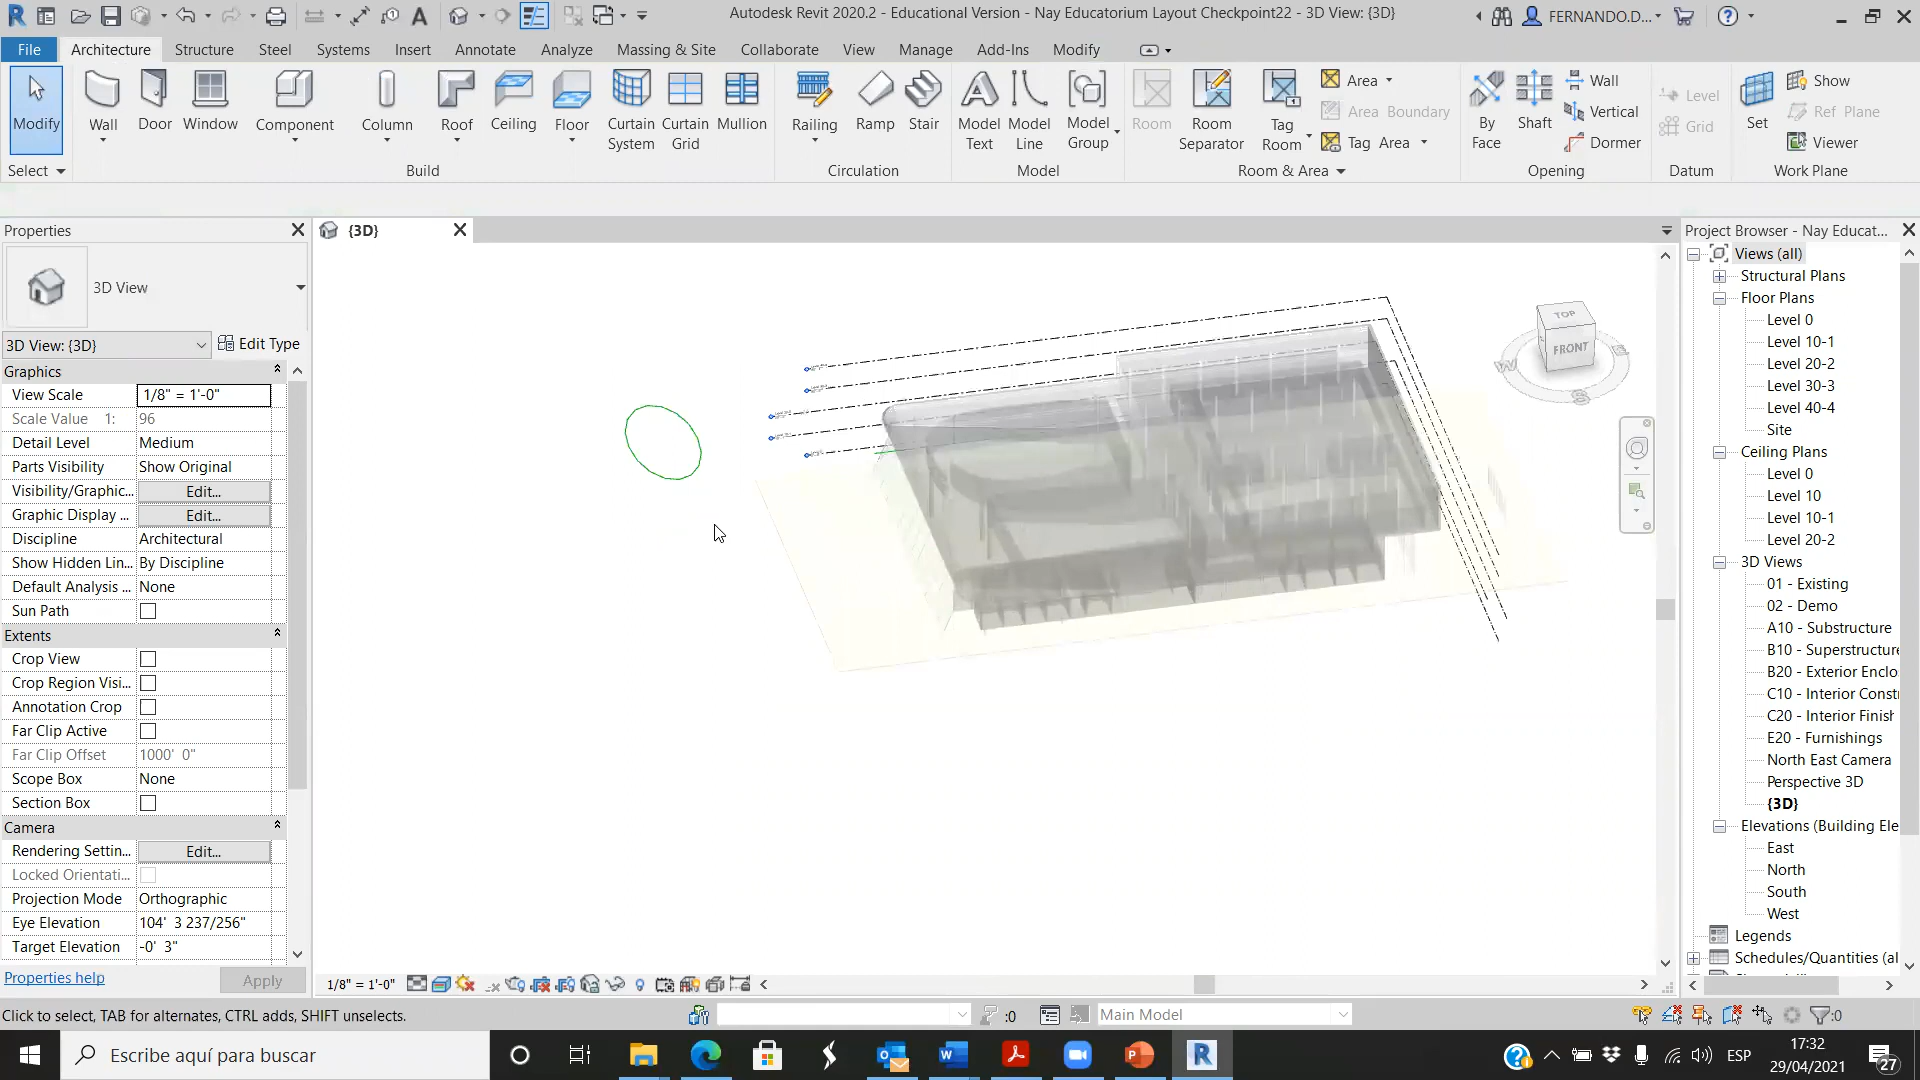 Autodesk Revit 2020.2 - Educational Version - Nay Educatorium Layout Checkpoint22 - 3D View: {3D}
FERNANDO.D...
File Architecture Structure Steel Systems Insert Annotate Analyze Massing & Site Collaborate View Manage Add-Ins Modify
Modify
Wall Door Window Component Column Roof Ceiling Floor Curtain System Curtain Grid Mullion
Railing Ramp Stair
Model Text Model Line Model Group
Room Room Separator Tag Room
Area
Area Boundary
Tag Area
By Face Shaft
Wall
Vertical
Dormer
Level
Grid
Set
Show
Ref Plane
Viewer
Select Build Circulation Model Room & Area Opening Datum Work Plane
Properties
3D View
3D View: {3D} Edit Type
Graphics
View Scale 1/8" = 1'-0"
Scale Value 1: 96
Detail Level Medium
Parts Visibility Show Original
Visibility/Graphic... Edit...
Graphic Display ... Edit...
Discipline Architectural
Show Hidden Lin... By Discipline
Default Analysis ... None
Sun Path
Extents
Crop View
Crop Region Visi...
Annotation Crop
Far Clip Active
Far Clip Offset 1000' 0"
Scope Box None
Section Box
Camera
Rendering Settin... Edit...
Locked Orientati...
Projection Mode Orthographic
Eye Elevation 104' 3 237/256"
Target Elevation -0' 3"
Properties help Apply
{3D}
TOP
FRONT
W
S
1/8" = 1'-0"
Project Browser - Nay Educat...
Views (all)
Structural Plans
Floor Plans
Level 0
Level 10-1
Level 20-2
Level 30-3
Level 40-4
Site
Ceiling Plans
Level 0
Level 10
Level 10-1
Level 20-2
3D Views
01 - Existing
02 - Demo
A10 - Substructure
B10 - Superstructure
B20 - Exterior Enclo
C10 - Interior Const
C20 - Interior Finish
E20 - Furnishings
North East Camera
Perspective 3D
{3D}
Elevations (Building Ele
East
North
South
West
Legends
Schedules/Quantities (al
Click to select, TAB for alternates, CTRL adds, SHIFT unselects.
:0
Main Model
:0
Escribe aquí para buscar
ESP
17:32
29/04/2021
27